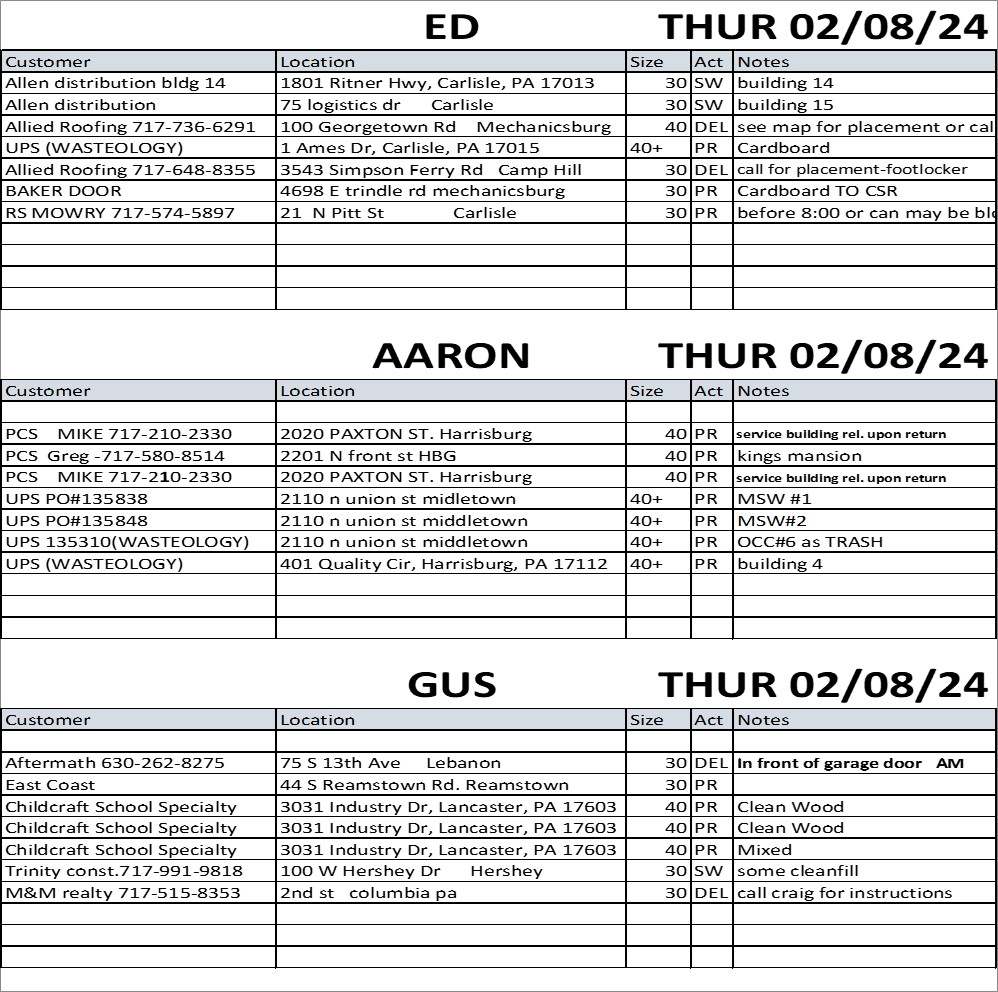 ED THUR 02/08/24
Customer Location Size Act Notes
Allen distribution bldg 14 1801 Ritner Hwy, Carlisle, PA 17013 30 SW building 14
Allen distribution 75 logistics dr Carlisle 30 SW building 15
Allied Roofing 717-736-6291 100 Georgetown Rd Mechanicsburg 40 DEL see map for placement or cal
UPS (WASTEOLOGY) 1 Ames Dr, Carlisle, PA 17015 40+ PR Cardboard
Allied Roofing 717-648-8355 3543 Simpson Ferry Rd Camp Hill 30 DEL call for placement-footlocker
BAKER DOOR 4698 E trindle rd mechanicsburg 30 PR Cardboard TO CSR
RS MOWRY 717-574-5897 21 N Pitt St Carlisle 30 PR before 8:00 or can may be blo
AARON THUR 02/08/24
Customer Location Size Act Notes
PCS MIKE 717-210-2330 2020 PAXTON ST. Harrisburg 40 PR service building rel. upon return
PCS Greg -717-580-8514 2201 N front st HBG 40 PR kings mansion
PCS MIKE 717-210-2330 2020 PAXTON ST. Harrisburg 40 PR service building rel. upon return
UPS PO#135838 2110 n union st midletown 40+ PR MSW #1
UPS PO#135848 2110 n union st middletown 40+ PR MSW#2
UPS 135310(WASTEOLOGY) 2110 n union st middletown 40+ PR OCC#6 as TRASH
UPS (WASTEOLOGY) 401 Quality Cir, Harrisburg, PA 17112 40+ PR building 4
GUS THUR 02/08/24
Customer Location Size Act Notes
Aftermath 630-262-8275 75 S 13th Ave Lebanon 30 DEL In front of garage door AM
East Coast 44 S Reamstown Rd. Reamstown 30 PR
Childcraft School Specialty 3031 Industry Dr, Lancaster, PA 17603 40 PR Clean Wood
Childcraft School Specialty 3031 Industry Dr, Lancaster, PA 17603 40 PR Clean Wood
Childcraft School Specialty 3031 Industry Dr, Lancaster, PA 17603 40 PR Mixed
Trinity const.717-991-9818 100 W Hershey Dr Hershey 30 SW some cleanfill
M&M realty 717-515-8353 2nd st columbia pa 30 DEL call craig for instructions